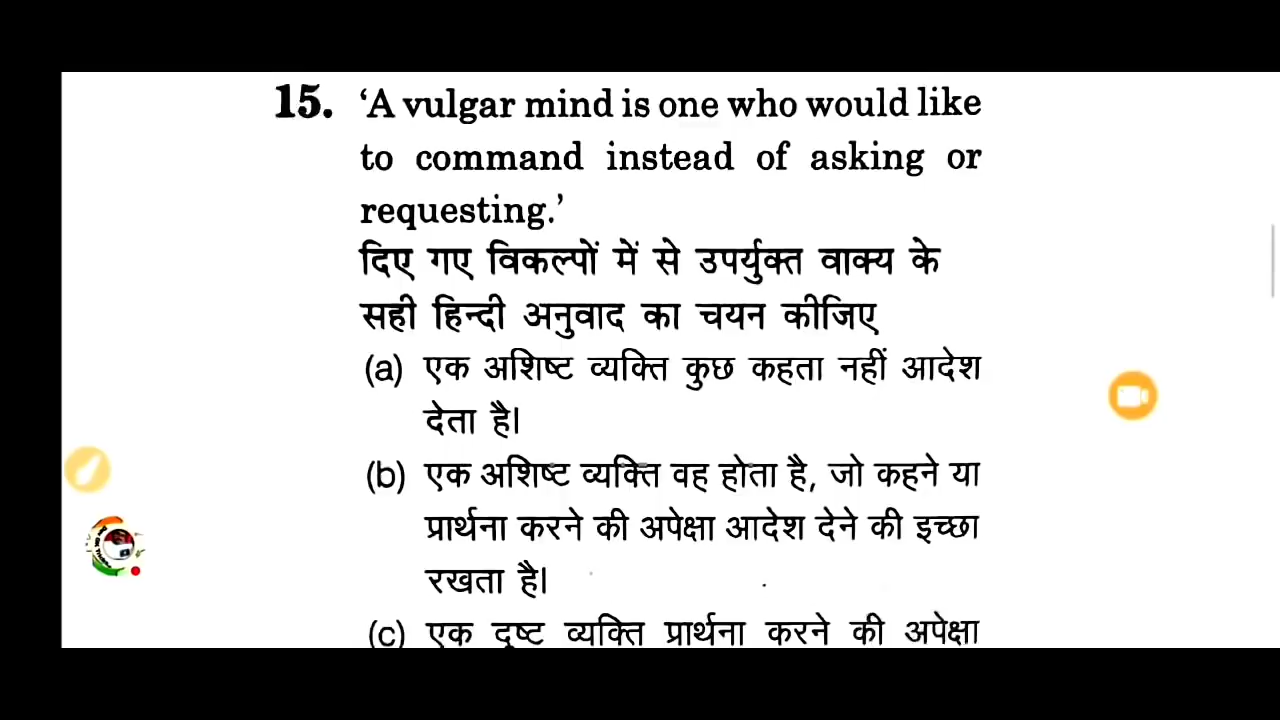 15. ‘A vulgar mind is one who would like
to command instead of asking or
requesting.’
दिए गए विकल्पों में से उपर्युक्त वाक्य के
सही हिन्दी अनुवाद का चयन कीजिए
(a) एक अशिष्ट व्यक्ति कुछ कहता नहीं आदेश
देता है।
(b) एक अशिष्ट व्यक्ति वह होता है, जो कहने या
प्रार्थना करने की अपेक्षा आदेश देने की इच्छा
रखता है।
(c) एक दुष्ट व्यक्ति प्रार्थना करने की अपेक्षा